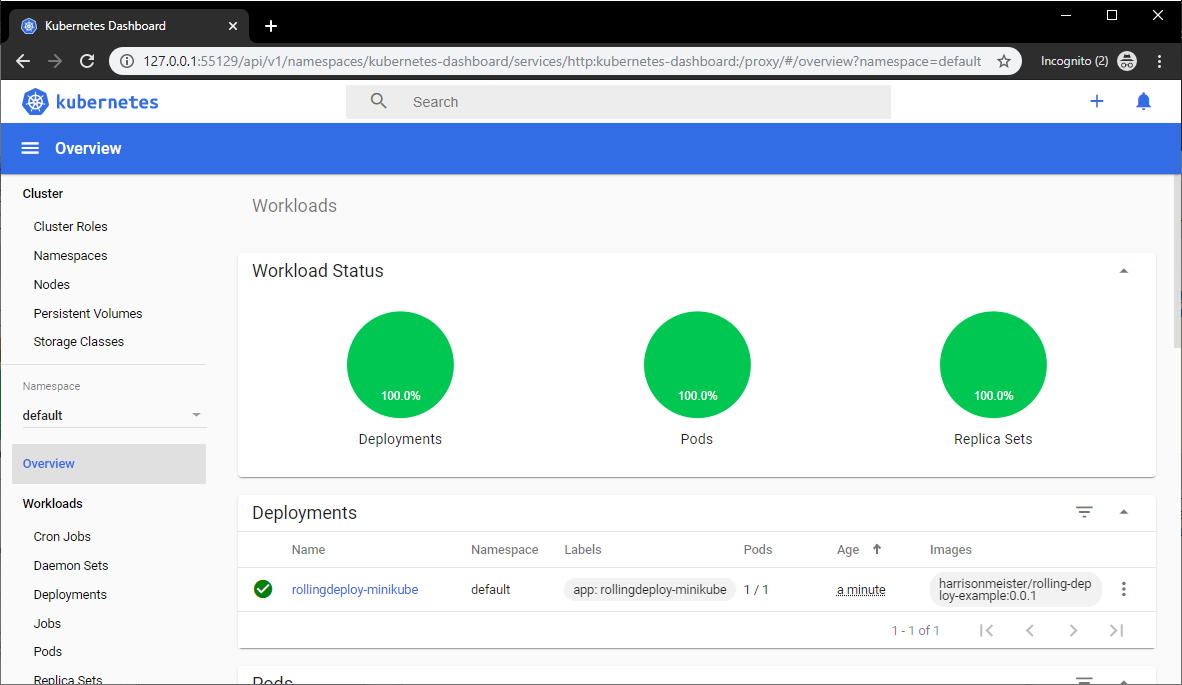 Kubernetes Dashboard
127.0.0.1:55129/api/v1/namespaces/kubernetes-dashboard/services/http:kubernetes-dashboard:/proxy/#/overview?namespace=default
Incognito (2)
kubernetes
Search
Overview
Cluster
Cluster Roles
Namespaces
Nodes
Persistent Volumes
Storage Classes
Namespace
default
Overview
Workloads
Cron Jobs
Daemon Sets
Deployments
Jobs
Pods
Replica Sets
Workloads
Workload Status
100.0% 100.0% 100.0%
Deployments Pods Replica Sets
Deployments
Name Namespace Labels Pods Age Images
rollingdeploy-minikube default app: rollingdeploy-minikube 1 / 1 a minute harrisonmeister/rolling-dep
loy-example:0.0.1
1 - 1 of 1
Pods